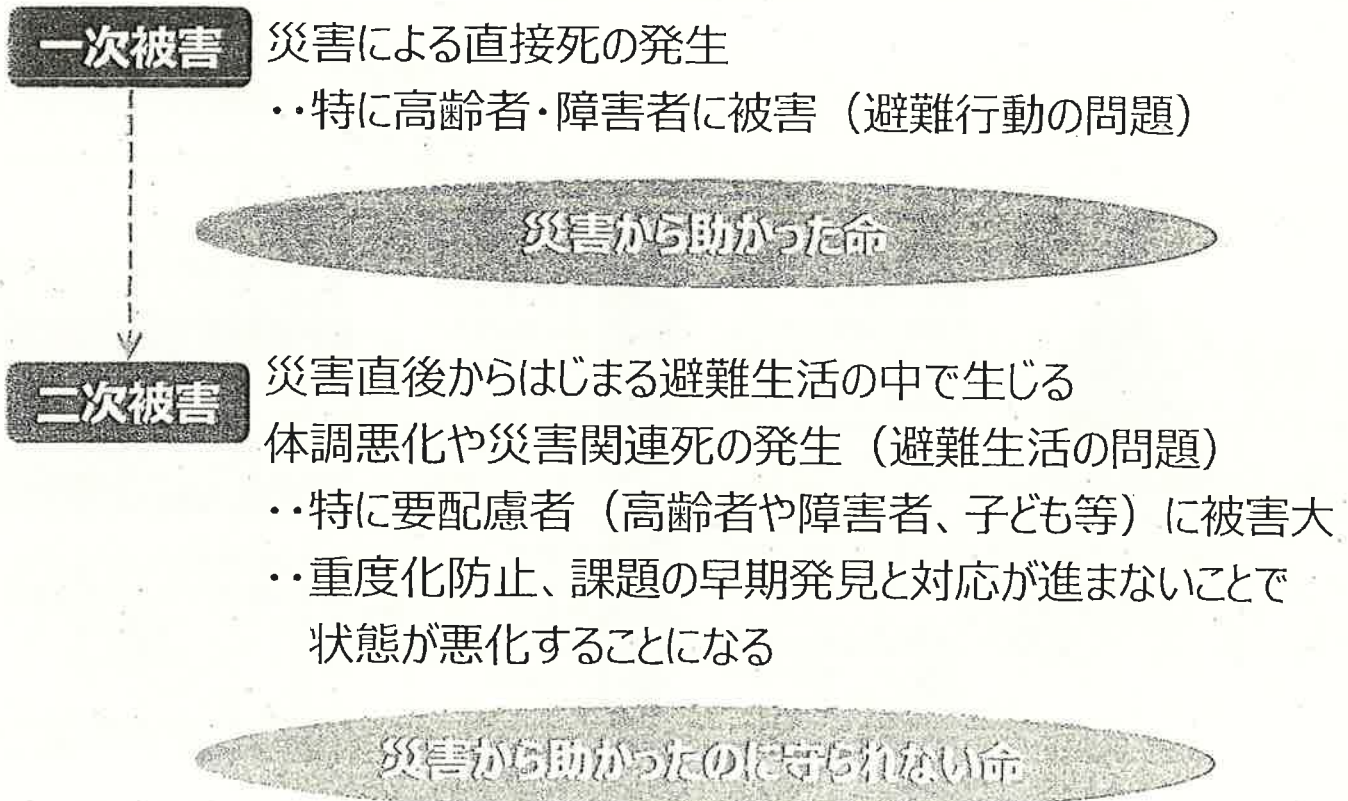 一次被害
災害による直接死の発生
・・特に高齢者・障害者に被害（避難行動の問題）
災害から助かった命
二次被害
災害直後からはじまる避難生活の中で生じる
体調悪化や災害関連死の発生（避難生活の問題）
・・特に要配慮者（高齢者や障害者、子ども等）に被害大
・・重度化防止、課題の早期発見と対応が進まないことで
状態が悪化することになる
災害から助かったのに守られない命